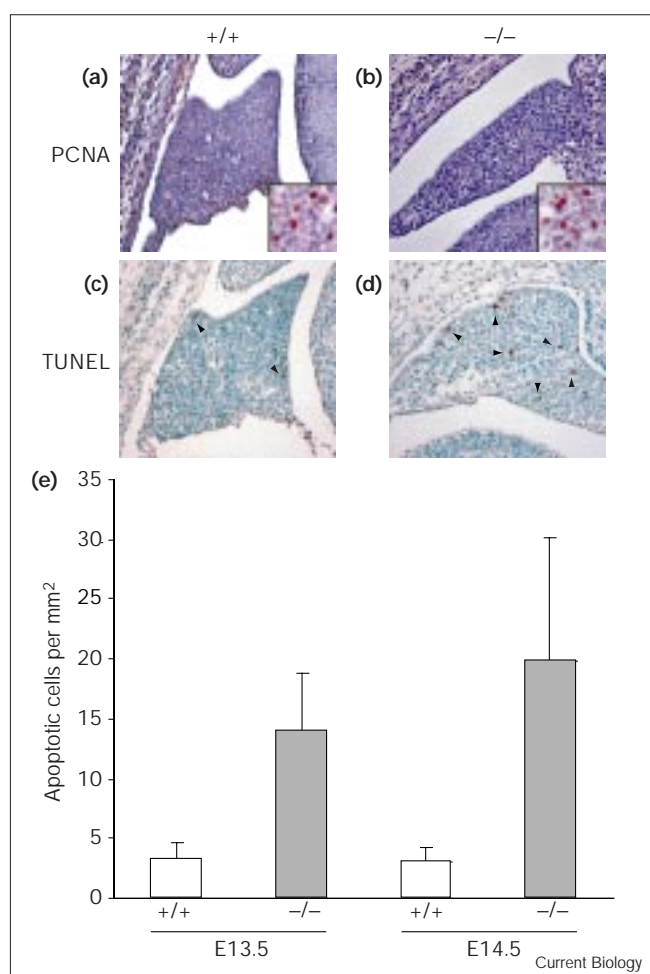 +/+ −/−
(a) (b)
PCNA
(c) (d)
TUNEL
(e)
Apoptotic cells per mm²
35
30
25
20
15
10
5
0
+/+ −/− +/+ −/−
E13.5 E14.5
Current Biology